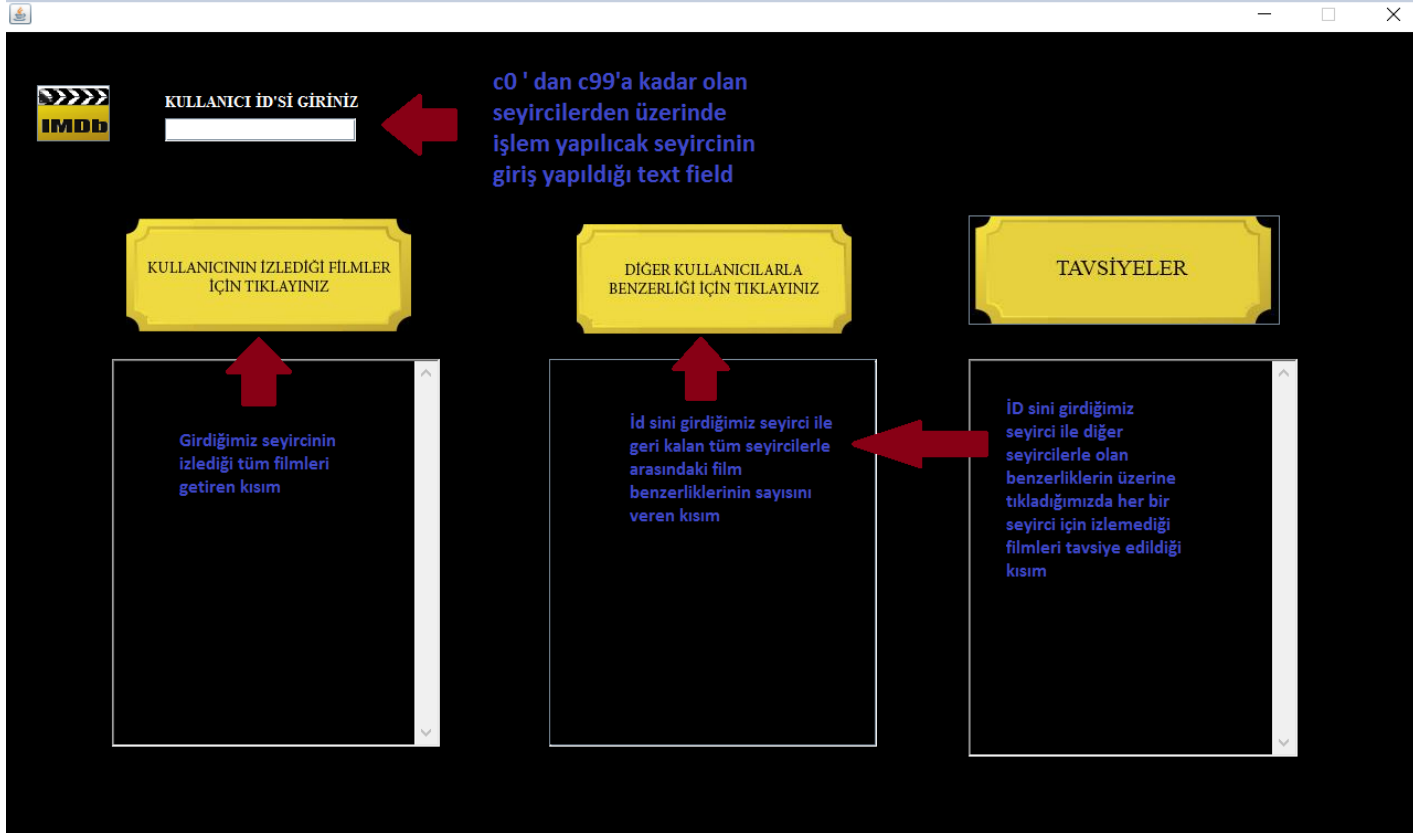 IMDb
KULLANICI İD'Sİ GİRİNİZ
c0 ' dan c99'a kadar olan
seyircilerden üzerinde
işlem yapılıcak seyircinin
giriş yapıldığı text field
KULLANICININ İZLEDİĞİ FİLMLER
İÇİN TIKLAYINIZ
DİĞER KULLANICILARLA
BENZERLİĞİ İÇİN TIKLAYINIZ
TAVSİYELER
Girdiğimiz seyircinin
izlediği tüm filmleri
getiren kısım
İd sini girdiğimiz seyirci ile
geri kalan tüm seyircilerle
arasındaki film
benzerliklerinin sayısını
veren kısım
İD sini girdiğimiz
seyirci ile diğer
seyircilerle olan
benzerliklerin üzerine
tıkladığımızda her bir
seyirci için izlemediği
filmleri tavsiye edildiği
kısım